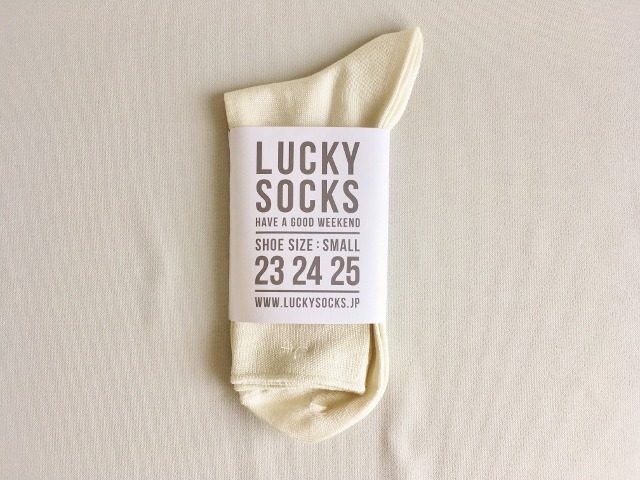 LUCKY
SOCKS
HAVE A GOOD WEEKEND
SHOE SIZE : SMALL
23 24 25
WWW.LUCKYSOCKS.JP